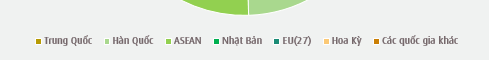 Trung Quốc Hàn Quốc ASEAN Nhật Bản EU(27) Hoa Kỳ Các quốc gia khác